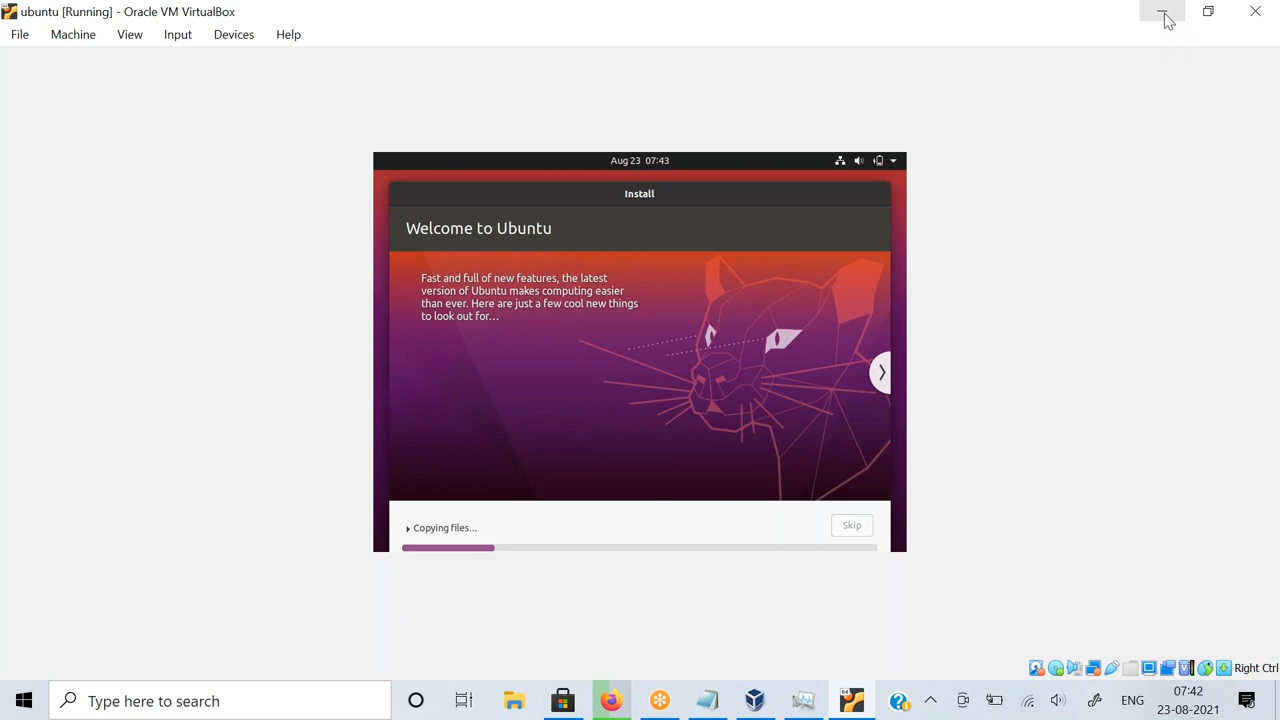 ubuntu [Running] - Oracle VM VirtualBox
File Machine View Input Devices Help
Aug 23 07:43
Install
Welcome to Ubuntu
Fast and full of new features, the latest
version of Ubuntu makes computing easier
than ever. Here are just a few cool new things
to look out for...
Copying files...
Skip
Right Ctrl
Type here to search
ENG
07:42
23-08-2021